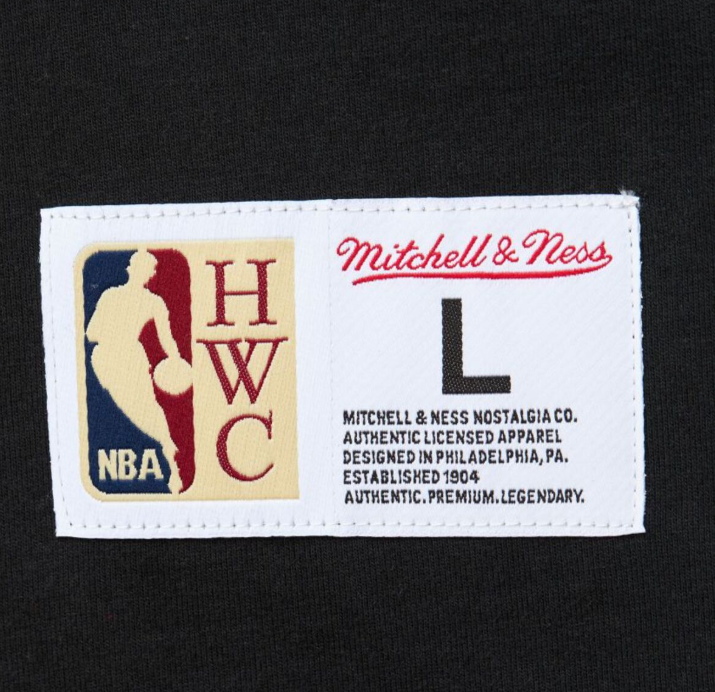 H
W
C
NBA
Mitchell & Ness
L
MITCHELL & NESS NOSTALGIA CO.
AUTHENTIC LICENSED APPAREL
DESIGNED IN PHILADELPHIA, PA.
ESTABLISHED 1904
AUTHENTIC. PREMIUM. LEGENDARY.